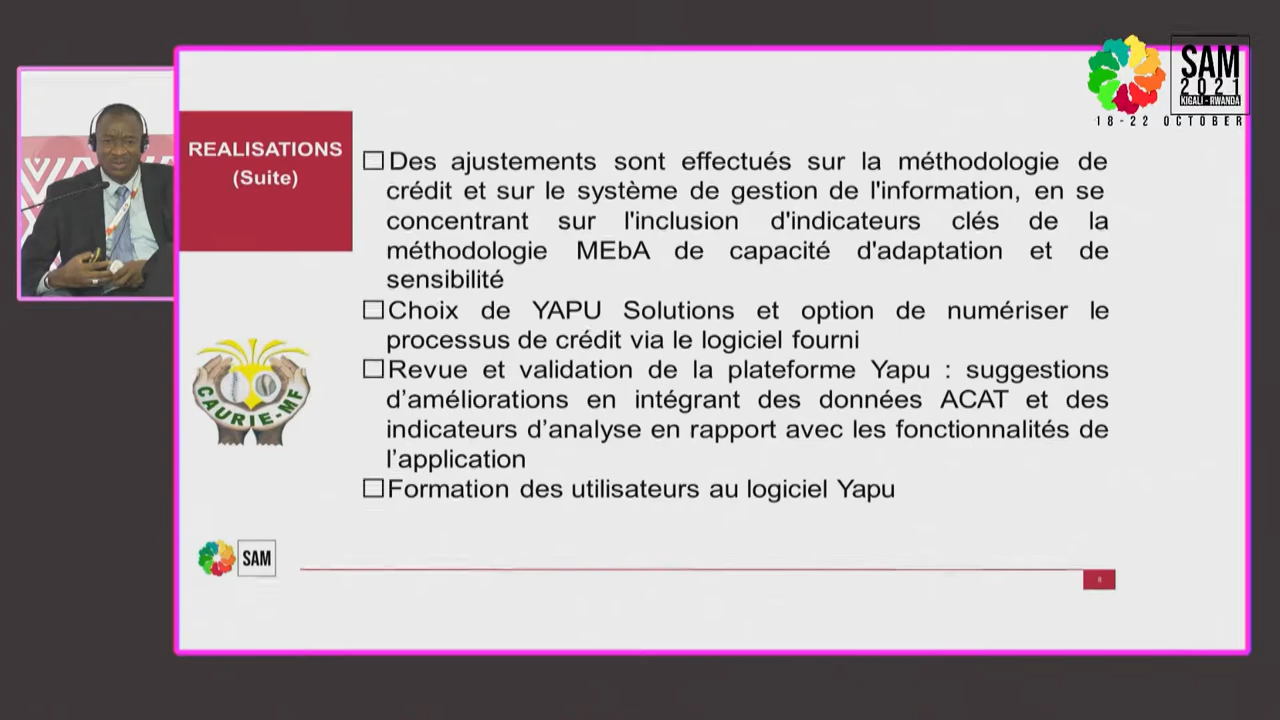 SAM
2021
KIGALI - RWANDA
18-22 OCTOBER
REALISATIONS
(Suite)
☐Des ajustements sont effectués sur la méthodologie de
crédit et sur le système de gestion de l'information, en se
concentrant sur l'inclusion d'indicateurs clés de la
méthodologie MEbA de capacité d'adaptation et de
sensibilité
☐Choix de YAPU Solutions et option de numériser le
processus de crédit via le logiciel fourni
☐Revue et validation de la plateforme Yapu : suggestions
d’améliorations en intégrant des données ACAT et des
indicateurs d’analyse en rapport avec les fonctionnalités de
l’application
☐Formation des utilisateurs au logiciel Yapu
CAURIE-MF
SAM
8